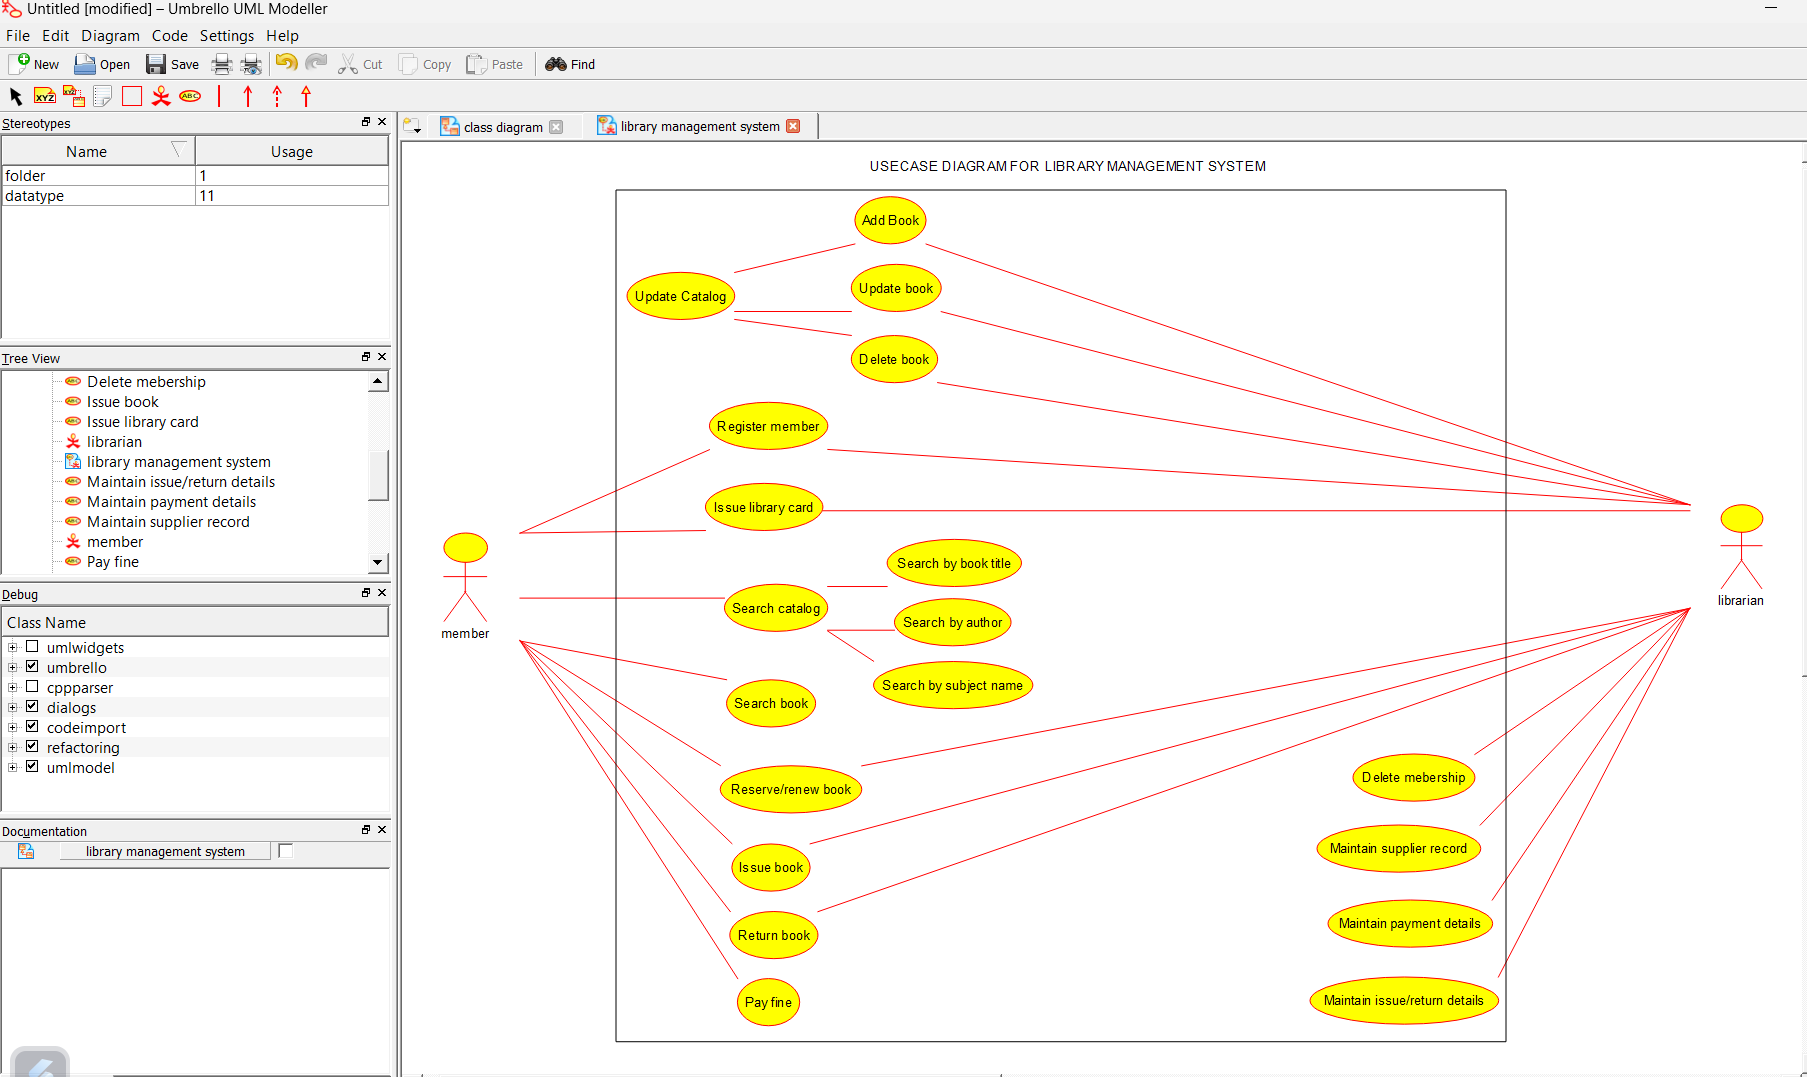 Untitled [modified] – Umbrello UML Modeller
File Edit Diagram Code Settings Help
New Open Save Cut Copy Paste Find
XYZ XYZ ABC
Stereotypes
Name Usage
folder 1
datatype 11
Tree View
Delete mebership
Issue book
Issue library card
librarian
library management system
Maintain issue/return details
Maintain payment details
Maintain supplier record
member
Pay fine
Debug
Class Name
umlwidgets
umbrello
cppparser
dialogs
codeimport
refactoring
umlmodel
Documentation
library management system
class diagram
library management system
USECASE DIAGRAM FOR LIBRARY MANAGEMENT SYSTEM
Add Book
Update Catalog
Update book
Delete book
Register member
Issue library card
Search by book title
Search catalog
Search by author
Search by subject name
Search book
Reserve/renew book
Issue book
Return book
Pay fine
member
librarian
Delete mebership
Maintain supplier record
Maintain payment details
Maintain issue/return details